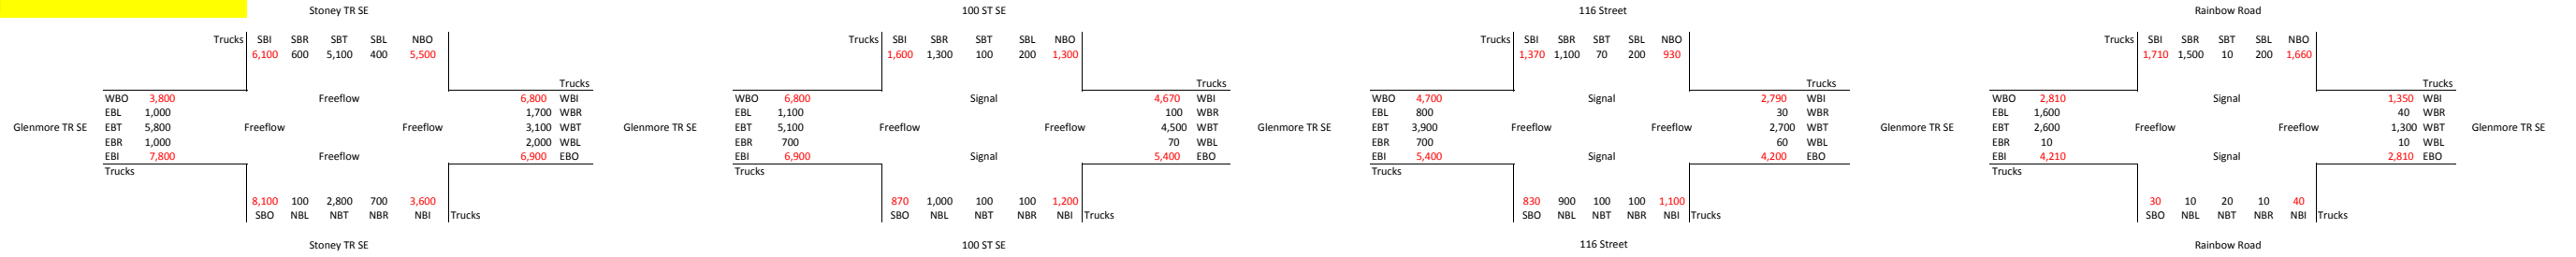 Stoney TR SE 100 ST SE 116 Street Rainbow Road
Trucks SBI SBR SBT SBL NBO Trucks SBI SBR SBT SBL NBO Trucks SBI SBR SBT SBL NBO Trucks SBI SBR SBT SBL NBO
6,100 600 5,100 400 5,500 1,600 1,300 100 200 1,300 1,370 1,100 70 200 930 1,710 1,500 10 200 1,660
Trucks Trucks Trucks Trucks
WBO 3,800 Freeflow 6,800 WBI WBO 6,800 Signal 4,670 WBI WBO 4,700 Signal 2,790 WBI WBO 2,810 Signal 1,350 WBI
EBL 1,000 1,700 WBR EBL 1,100 100 WBR EBL 800 30 WBR EBL 1,600 40 WBR
Glenmore TR SE EBT 5,800 Freeflow Freeflow 3,100 WBT Glenmore TR SE EBT 5,100 Freeflow Freeflow 4,500 WBT Glenmore TR SE EBT 3,900 Freeflow Freeflow 2,700 WBT Glenmore TR SE EBT 2,600 Freeflow Freeflow 1,300 WBT Glenmore TR SE
EBR 1,000 2,000 WBL EBR 700 70 WBL EBR 700 60 WBL EBR 10 10 WBL
EBI 7,800 Freeflow 6,900 EBO EBI 6,900 Signal 5,400 EBO EBI 5,400 Signal 4,200 EBO EBI 4,210 Signal 2,810 EBO
Trucks Trucks Trucks Trucks
8,100 100 2,800 700 3,600 870 1,000 100 100 1,200 830 900 100 100 1,100 30 10 20 10 40
SBO NBL NBT NBR NBI Trucks SBO NBL NBT NBR NBI Trucks SBO NBL NBT NBR NBI Trucks SBO NBL NBT NBR NBI Trucks
Stoney TR SE 100 ST SE 116 Street Rainbow Road